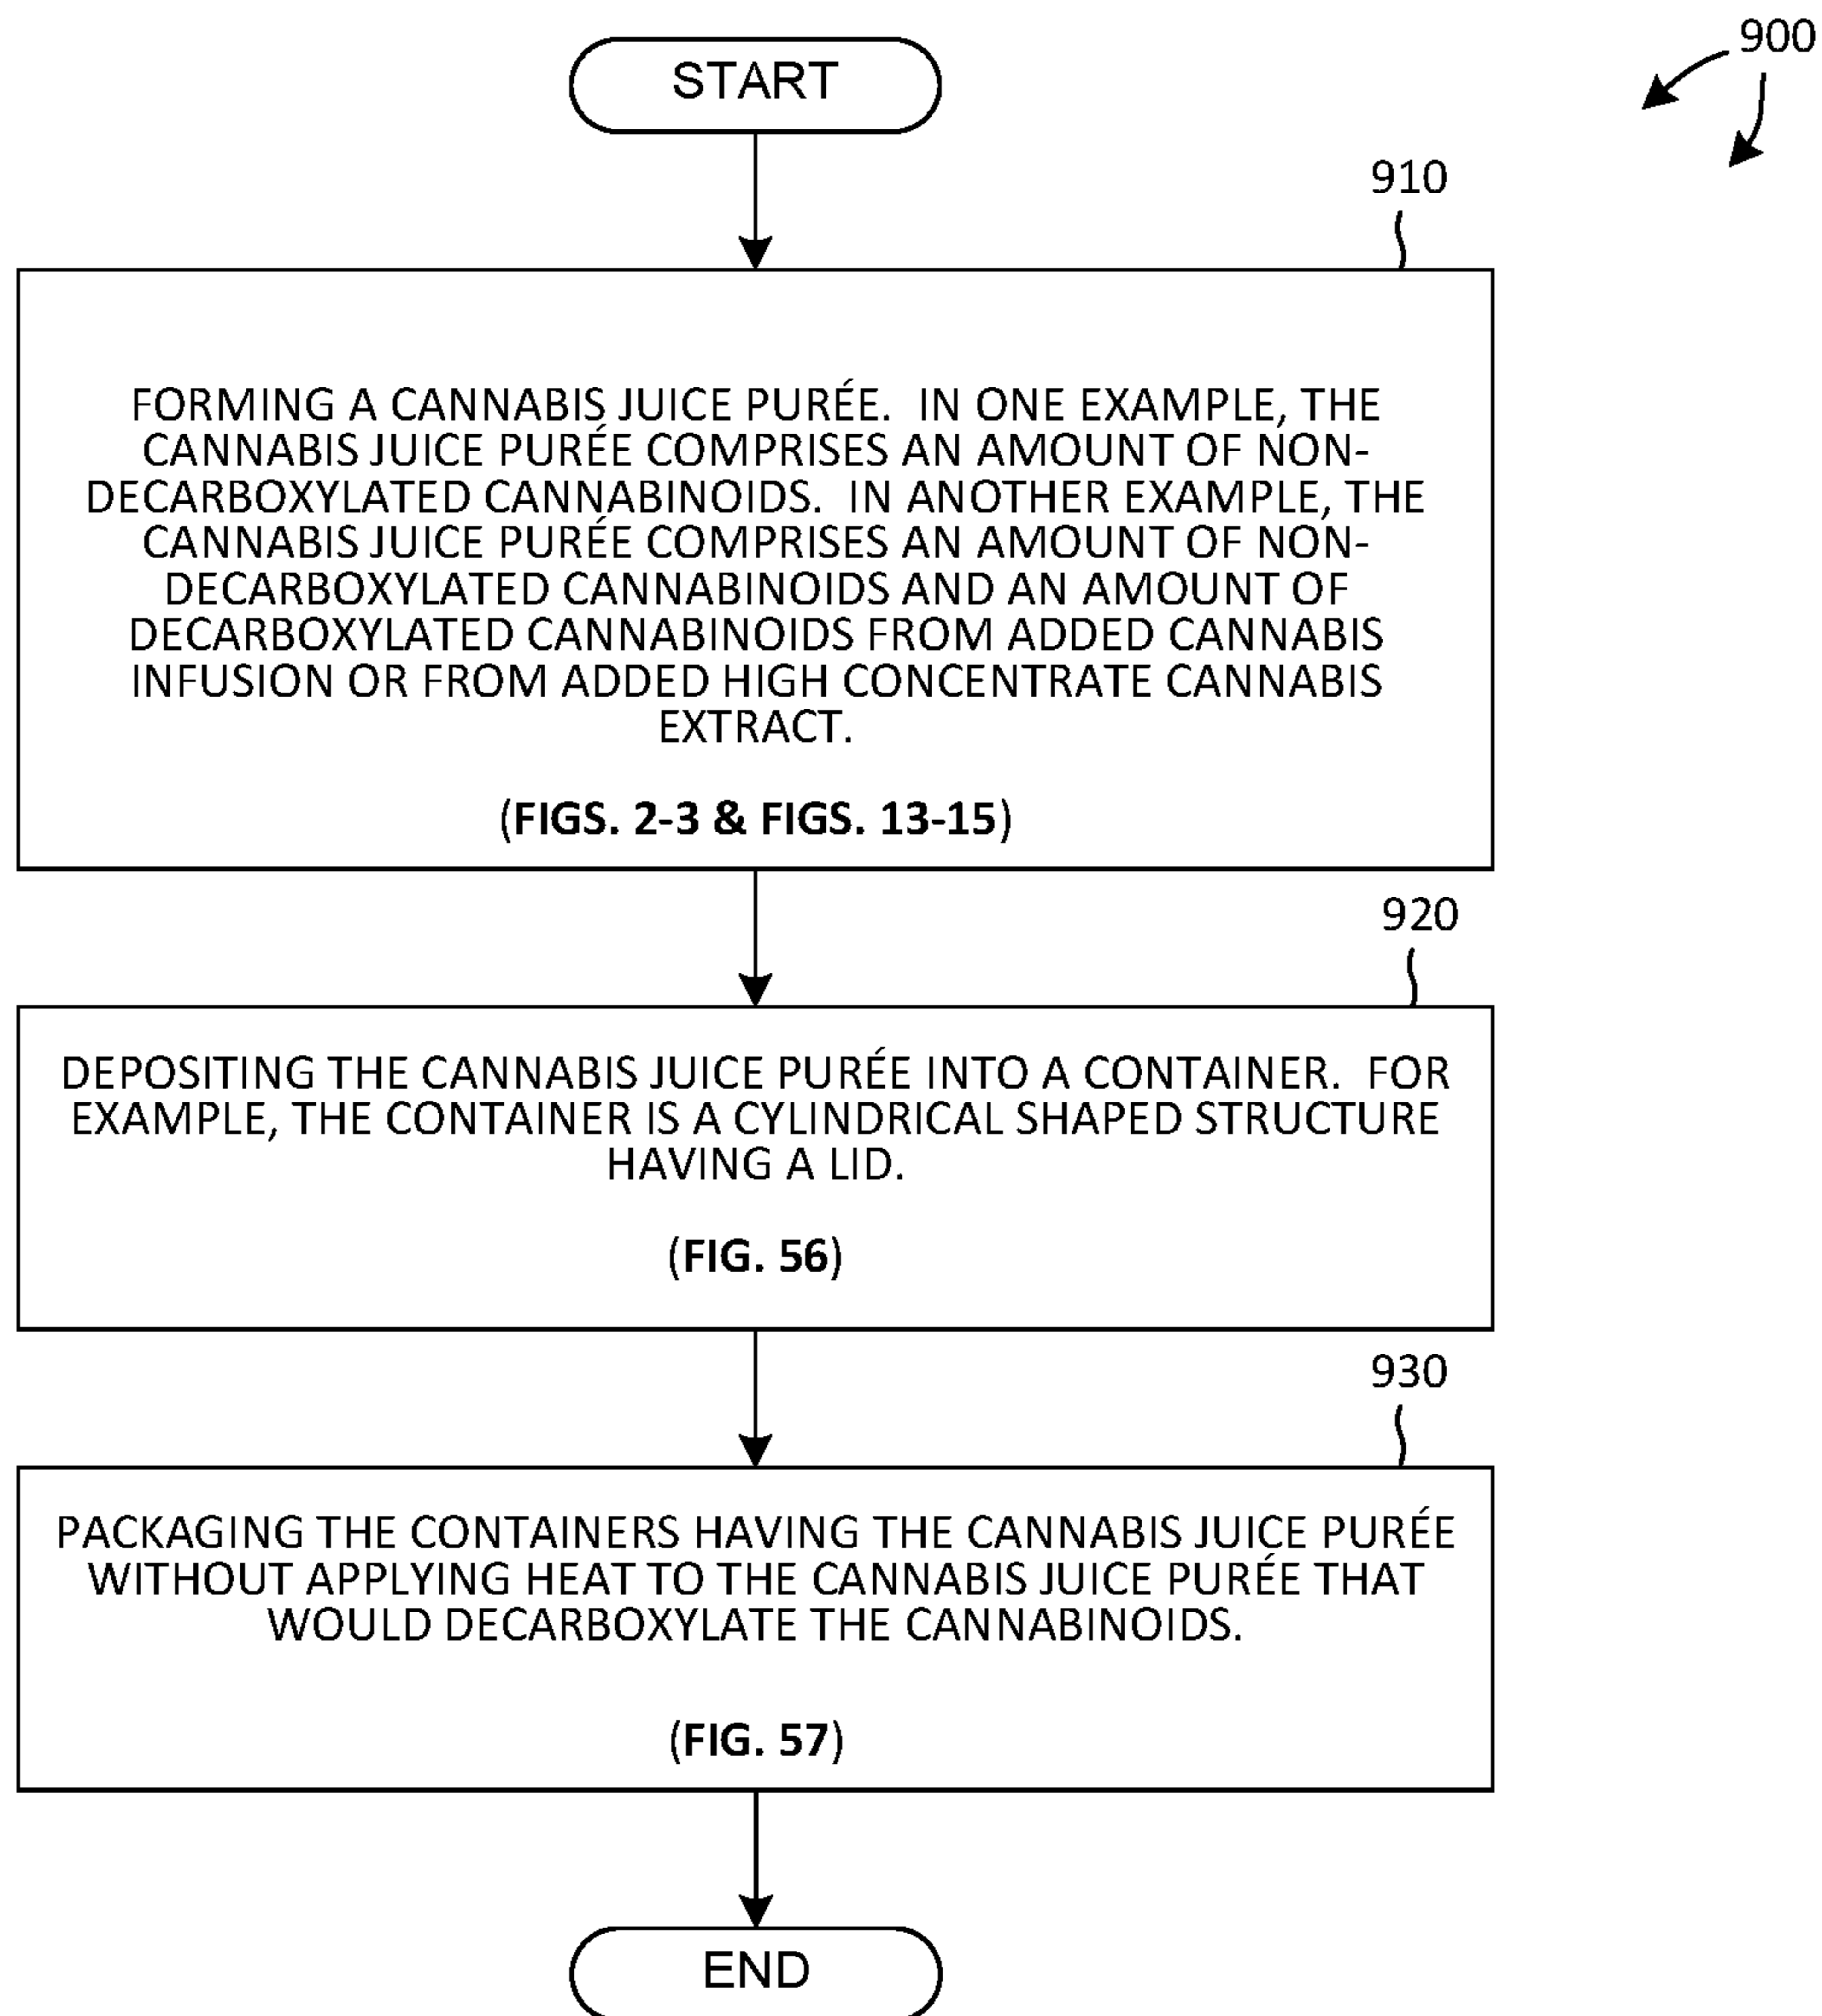 START
900
910
FORMING A CANNABIS JUICE PURÉE. IN ONE EXAMPLE, THE
CANNABIS JUICE PURÉE COMPRISES AN AMOUNT OF NON-
DECARBOXYLATED CANNABINOIDS. IN ANOTHER EXAMPLE, THE
CANNABIS JUICE PURÉE COMPRISES AN AMOUNT OF NON-
DECARBOXYLATED CANNABINOIDS AND AN AMOUNT OF
DECARBOXYLATED CANNABINOIDS FROM ADDED CANNABIS
INFUSION OR FROM ADDED HIGH CONCENTRATE CANNABIS
EXTRACT.
(FIGS. 2-3 & FIGS. 13-15)
920
DEPOSITING THE CANNABIS JUICE PURÉE INTO A CONTAINER. FOR
EXAMPLE, THE CONTAINER IS A CYLINDRICAL SHAPED STRUCTURE
HAVING A LID.
(FIG. 56)
930
PACKAGING THE CONTAINERS HAVING THE CANNABIS JUICE PURÉE
WITHOUT APPLYING HEAT TO THE CANNABIS JUICE PURÉE THAT
WOULD DECARBOXYLATE THE CANNABINOIDS.
(FIG. 57)
END